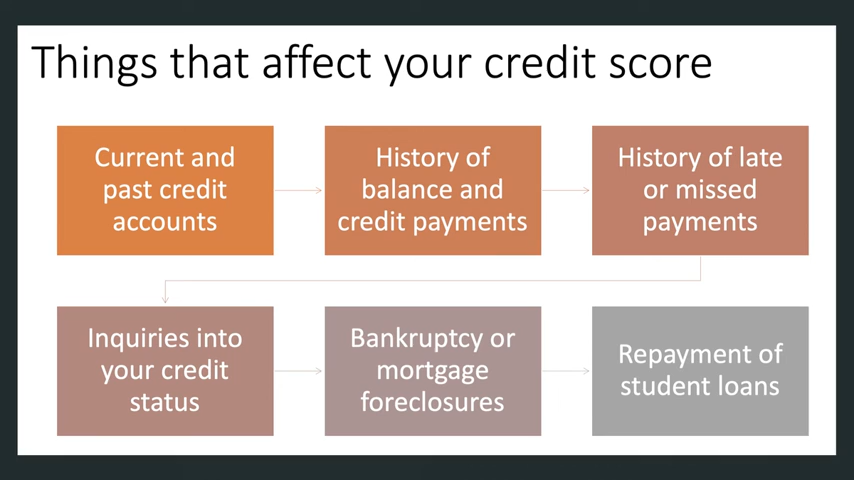 Things that affect your credit score
Current and
past credit
accounts
History of
balance and
credit payments
History of late
or missed
payments
Inquiries into
your credit
status
Bankruptcy or
mortgage
foreclosures
Repayment of
student loans